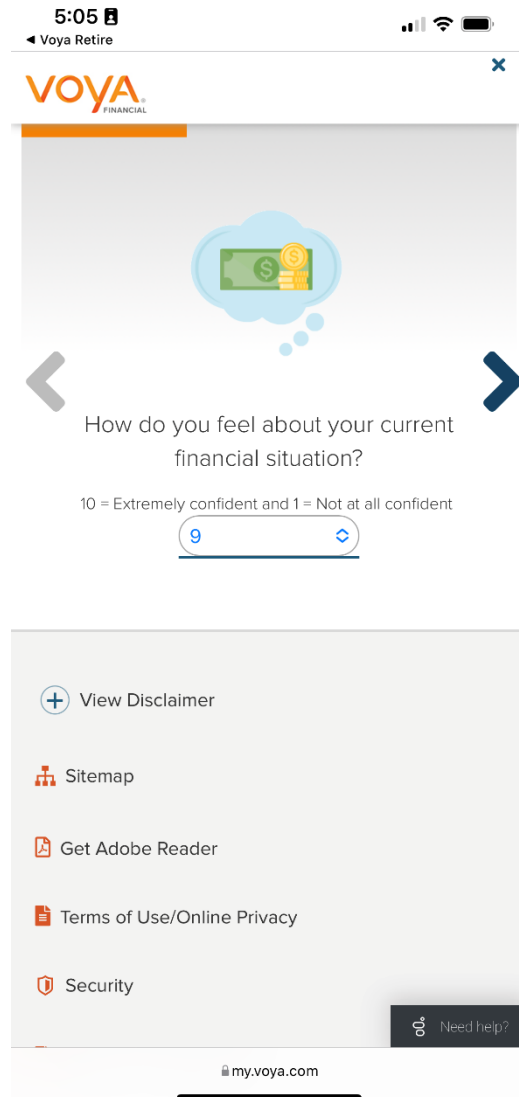 5:05
◀ Voya Retire
VOYA
FINANCIAL
How do you feel about your current
financial situation?
10 = Extremely confident and 1 = Not at all confident
9
View Disclaimer
Sitemap
Get Adobe Reader
Terms of Use/Online Privacy
Security
Need help?
my.voya.com